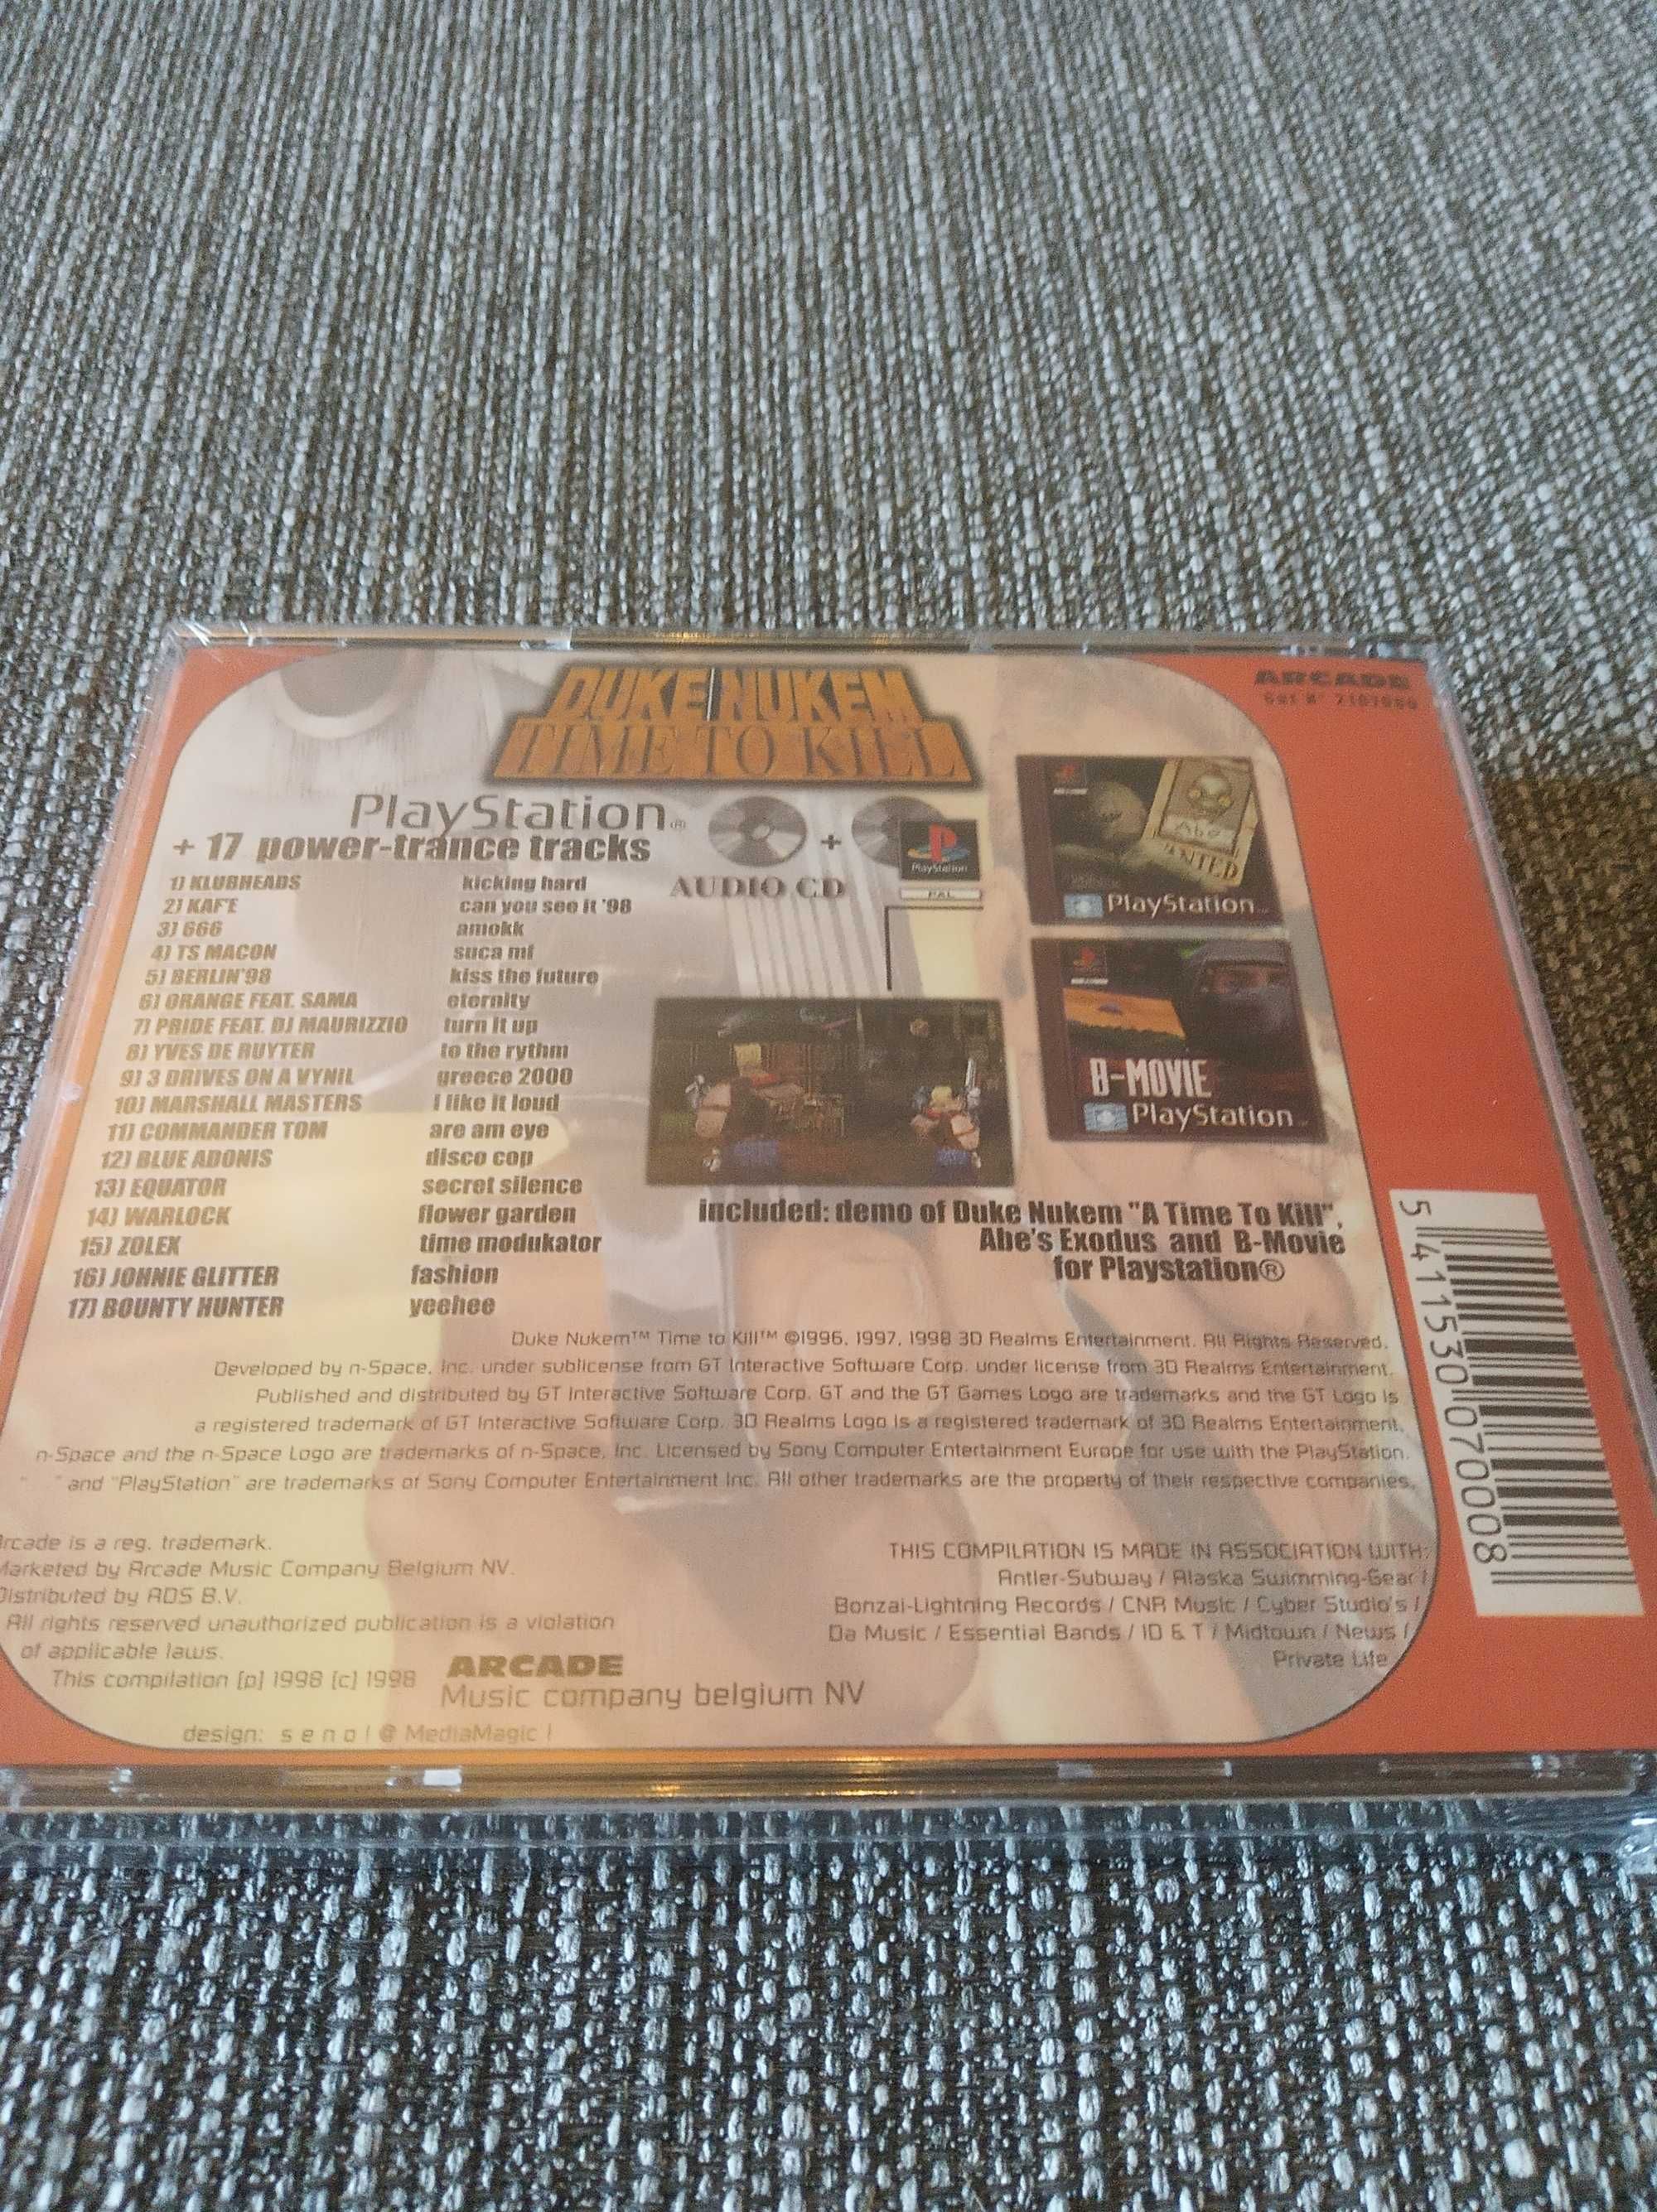 DUKE NUKEM
TIME TO KILL
ARCADE
PlayStation®
+ 17 power-trance tracks
AUDIO CD
+
PlayStation
PAL
Abe
WANTED
PlayStation™
B-MOVIE
PlayStation™
1) KLUBHEADS kicking hard
2) KAF'E can you see it '98
3) 666 amokk
4) TS MACON suca mi
5) BERLIN'98 kiss the future
6) ORANGE FEAT. SAMA eternity
7) PRIDE FEAT. DJ MAURIZZIO turn it up
8) YVES DE RUYTER to the rythm
9) 3 DRIVES ON A VYNIL greece 2000
10) MARSHALL MASTERS I like it loud
11) COMMANDER TOM are am eye
12) BLUE ADONIS disco cop
13) EQUATOR secret silence
14) WARLOCK flower garden
15) ZOLEX time modukator
16) JOHNIE GLITTER fashion
17) BOUNTY HUNTER yeehee
included: demo of Duke Nukem "A Time To Kill",
Abe's Exodus and B-Movie
for Playstation®
Duke Nukem™ Time to Kill™ ©1996, 1997, 1998 3D Realms Entertainment. All Rights Reserved.
Developed by n-Space, Inc. under sublicense from GT Interactive Software Corp. under license from 3D Realms Entertainment.
Published and distributed by GT Interactive Software Corp. GT and the GT Games Logo are trademarks and the GT Logo is
a registered trademark of GT Interactive Software Corp. 3D Realms Logo is a registered trademark of 3D Realms Entertainment.
n-Space and the n-Space Logo are trademarks of n-Space, Inc. Licensed by Sony Computer Entertainment Europe for use with the PlayStation.
" " and "PlayStation" are trademarks of Sony Computer Entertainment Inc. All other trademarks are the property of their respective companies.
Arcade is a reg. trademark.
Marketed by Arcade Music Company Belgium NV.
Distributed by ADS B.V.
All rights reserved unauthorized publication is a violation
of applicable laws.
This compilation [p] 1998 [c] 1998
ARCADE
Music company belgium NV
design: s e n o l @ MediaMagic
THIS COMPILATION IS MADE IN ASSOCIATION WITH:
Antler-Subway / Alaska Swimming-Gear /
Bonzai-Lightning Records / CNR Music / Cyber Studio's /
Da Music / Essential Bands / ID & T / Midtown / News /
Private Life
5 411530 070008